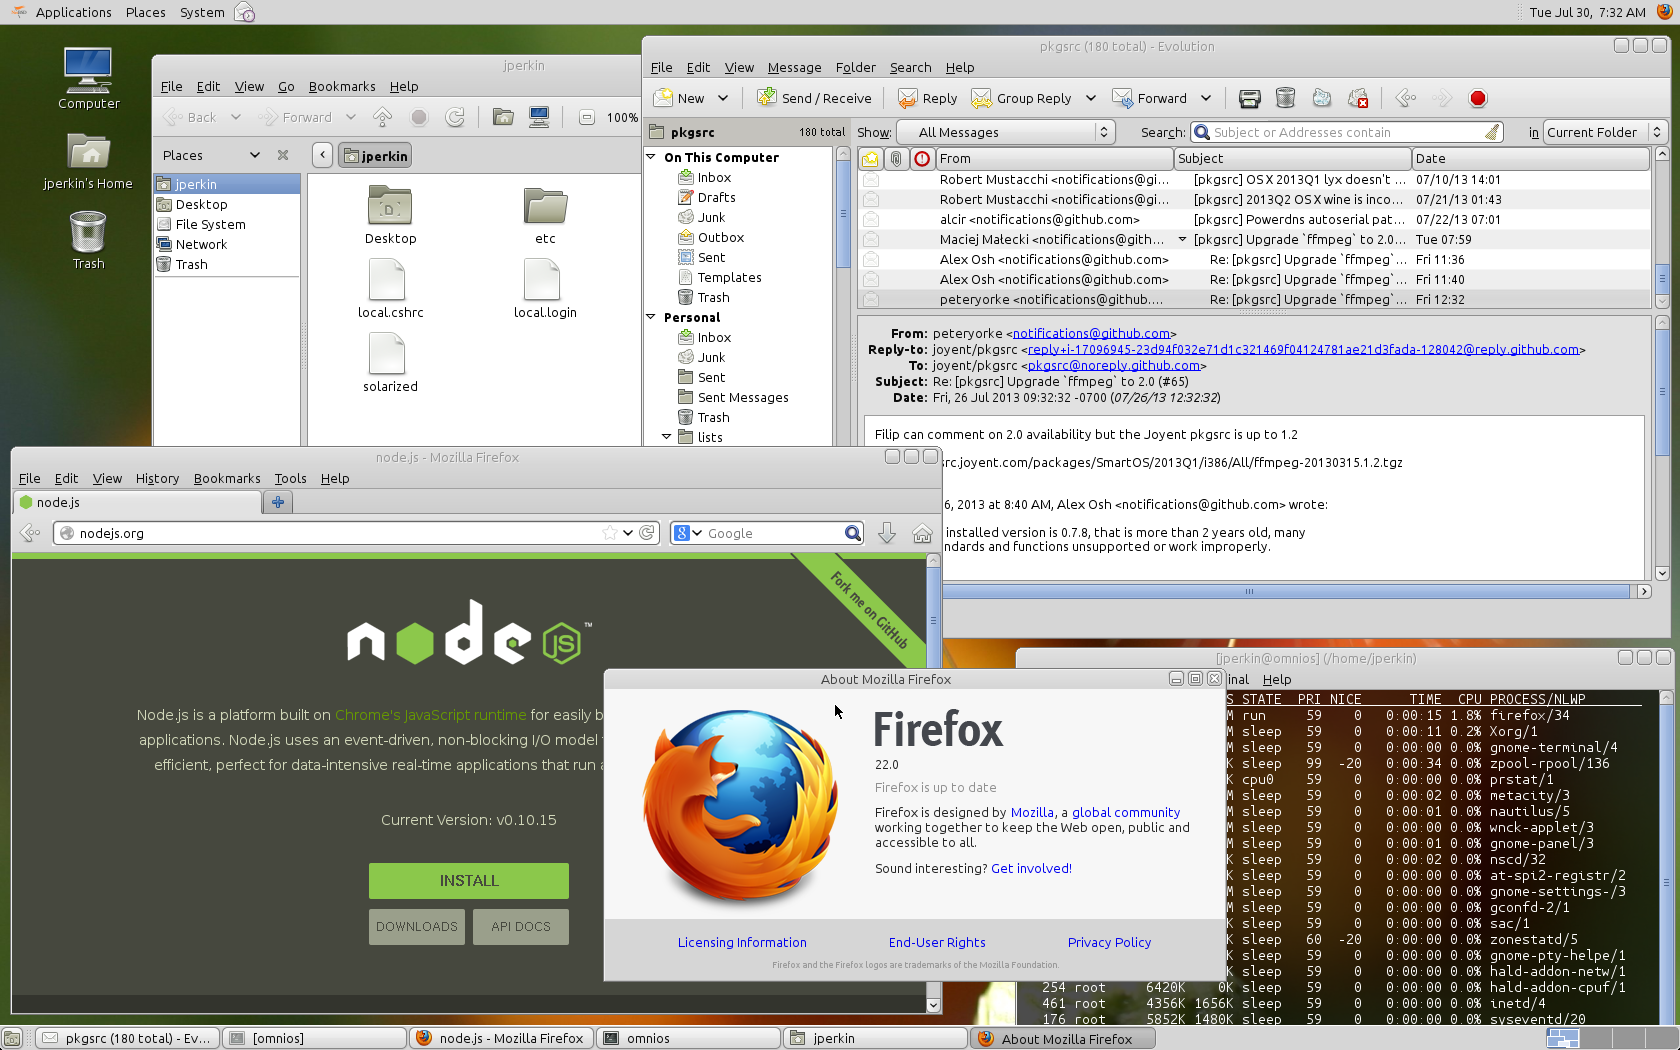 Applications Places System
Tue Jul 30, 7:32 AM
Computer
jperkin's Home
Trash
jperkin
File Edit View Go Bookmarks Help
Back Forward 100%
Places
jperkin
jperkin
Desktop
File System
Network
Trash
Desktop
etc
local.cshrc
local.login
solarized
pkgsrc (180 total) - Evolution
File Edit View Message Folder Search Help
New Send / Receive Reply Group Reply Forward
pkgsrc 180 total
Show: All Messages Search: Subject or Addresses contain in Current Folder
On This Computer
Inbox
Drafts
Junk
Outbox
Sent
Templates
Trash
Personal
Inbox
Junk
Sent
Sent Messages
Trash
lists
From Subject Date
Robert Mustacchi <notifications@gi... [pkgsrc] OS X 2013Q1 lyx doesn't ... 07/10/13 14:01
Robert Mustacchi <notifications@gi... [pkgsrc] 2013Q2 OS X wine is inco... 07/21/13 01:43
alcir <notifications@github.com> [pkgsrc] Powerdns autoserial pat... 07/22/13 07:01
Maciej Małecki <notifications@gith... [pkgsrc] Upgrade `ffmpeg` to 2.0... Tue 07:59
Alex Osh <notifications@github.com> Re: [pkgsrc] Upgrade `ffmpeg`... Fri 11:36
Alex Osh <notifications@github.com> Re: [pkgsrc] Upgrade `ffmpeg`... Fri 11:40
peteryorke <notifications@github.... Re: [pkgsrc] Upgrade `ffmpeg`... Fri 12:32
From: peteryorke <notifications@github.com>
Reply-to: joyent/pkgsrc <reply+i-17096945-23d94f032e71d1c321469f04124781ae21d3fada-128042@reply.github.com>
To: joyent/pkgsrc <pkgsrc@noreply.github.com>
Subject: Re: [pkgsrc] Upgrade `ffmpeg` to 2.0 (#65)
Date: Fri, 26 Jul 2013 09:32:32 -0700 (07/26/13 12:32:32)
Filip can comment on 2.0 availability but the Joyent pkgsrc is up to 1.2
rc.joyent.com/packages/SmartOS/2013Q1/i386/All/ffmpeg-20130315.1.2.tgz
6, 2013 at 8:40 AM, Alex Osh <notifications@github.com> wrote:
installed version is 0.7.8, that is more than 2 years old, many
ndards and functions unsupported or work improperly.
node.js - Mozilla Firefox
File Edit View History Bookmarks Tools Help
node.js
nodejs.org
8 Google
Fork me on GitHub
node JS ™
Node.js is a platform built on Chrome's JavaScript runtime for easily b
applications. Node.js uses an event-driven, non-blocking I/O model
efficient, perfect for data-intensive real-time applications that run
Current Version: v0.10.15
INSTALL
DOWNLOADS API DOCS
About Mozilla Firefox
Firefox
22.0
Firefox is up to date
Firefox is designed by Mozilla, a global community
working together to keep the Web open, public and
accessible to all.
Sound interesting? Get involved!
Licensing Information End-User Rights Privacy Policy
Firefox and the Firefox logos are trademarks of the Mozilla Foundation.
[jperkin@omnios] (/home/jperkin)
inal Help
S STATE PRI NICE TIME CPU PROCESS/NLWP
M run 59 0 0:00:15 1.8% firefox/34
M sleep 59 0 0:00:11 0.2% Xorg/1
M sleep 59 0 0:00:00 0.0% gnome-terminal/4
K sleep 99 -20 0:00:34 0.0% zpool-rpool/136
K cpu0 59 0 0:00:00 0.0% prstat/1
M sleep 59 0 0:00:02 0.0% metacity/3
M sleep 59 0 0:00:01 0.0% nautilus/5
M sleep 59 0 0:00:00 0.0% wnck-applet/3
M sleep 59 0 0:00:01 0.0% gnome-panel/3
K sleep 59 0 0:00:02 0.0% nscd/32
K sleep 59 0 0:00:00 0.0% at-spi2-registr/2
M sleep 59 0 0:00:00 0.0% gnome-settings-/3
M sleep 59 0 0:00:00 0.0% gconfd-2/1
K sleep 59 0 0:00:00 0.0% sac/1
K sleep 60 -20 0:00:00 0.0% zonestatd/5
K sleep 59 0 0:00:00 0.0% gnome-pty-helpe/1
K sleep 59 0 0:00:00 0.0% hald-addon-netw/1
254 root 6420K 0K sleep 59 0 0:00:00 0.0% hald-addon-cpuf/1
461 root 4356K 1656K sleep 59 0 0:00:00 0.0% inetd/4
176 root 5852K 1480K sleep 59 0 0:00:00 0.0% syseventd/20
pkgsrc (180 total) - Ev... [omnios] node.js - Mozilla Firefox omnios jperkin About Mozilla Firefox